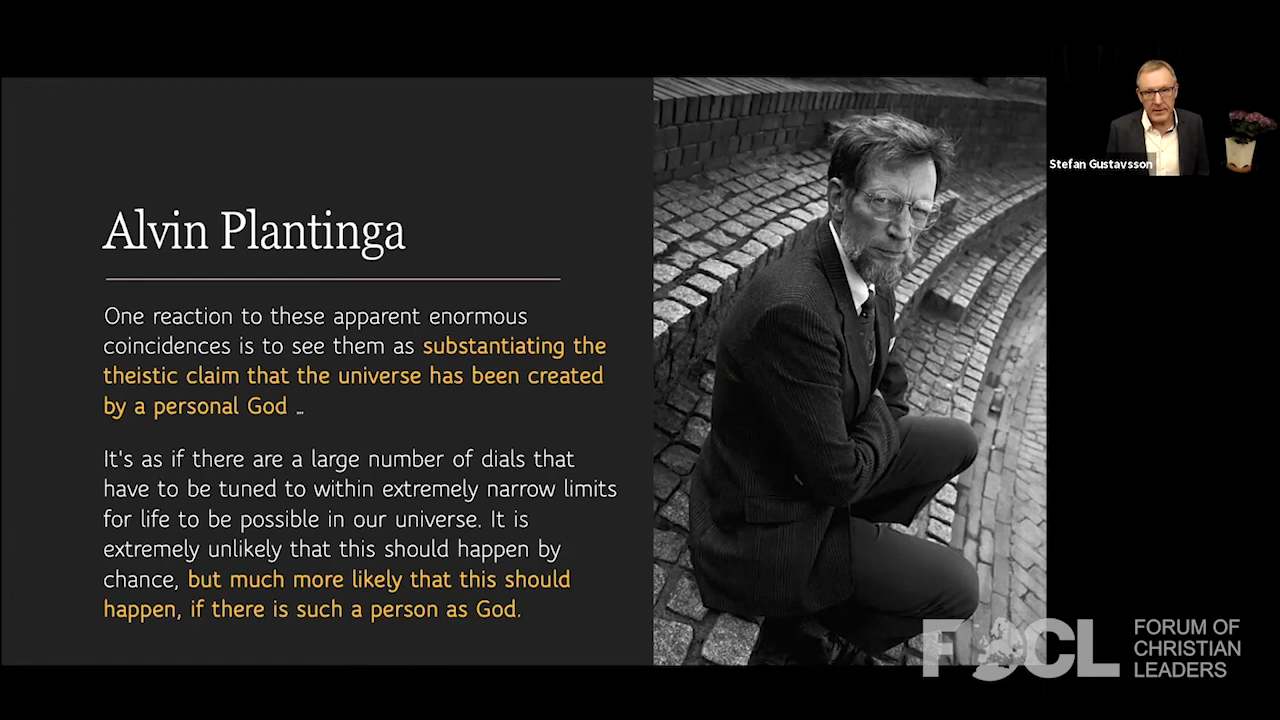 Alvin Plantinga
One reaction to these apparent enormous
coincidences is to see them as substantiating the
theistic claim that the universe has been created
by a personal God ...
It's as if there are a large number of dials that
have to be tuned to within extremely narrow limits
for life to be possible in our universe. It is
extremely unlikely that this should happen by
chance, but much more likely that this should
happen, if there is such a person as God.
Stefan Gustavsson
FOCL
FORUM OF
CHRISTIAN
LEADERS